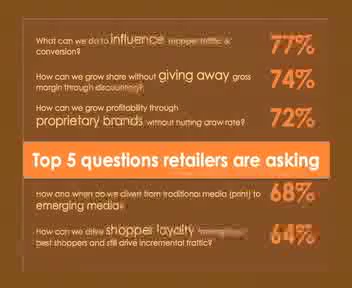 What can we do to influence shopper traffic &
conversion?
77%
How can we grow share without giving away gross
margin through discounting?
74%
How can we grow profitability through
proprietary brands without hurting draw rate?
72%
Top 5 questions retailers are asking
How and when do we divert from traditional media (print) to
emerging media?
68%
How can we drive shopper loyalty
best shoppers and still drive incremental traffic?
64%